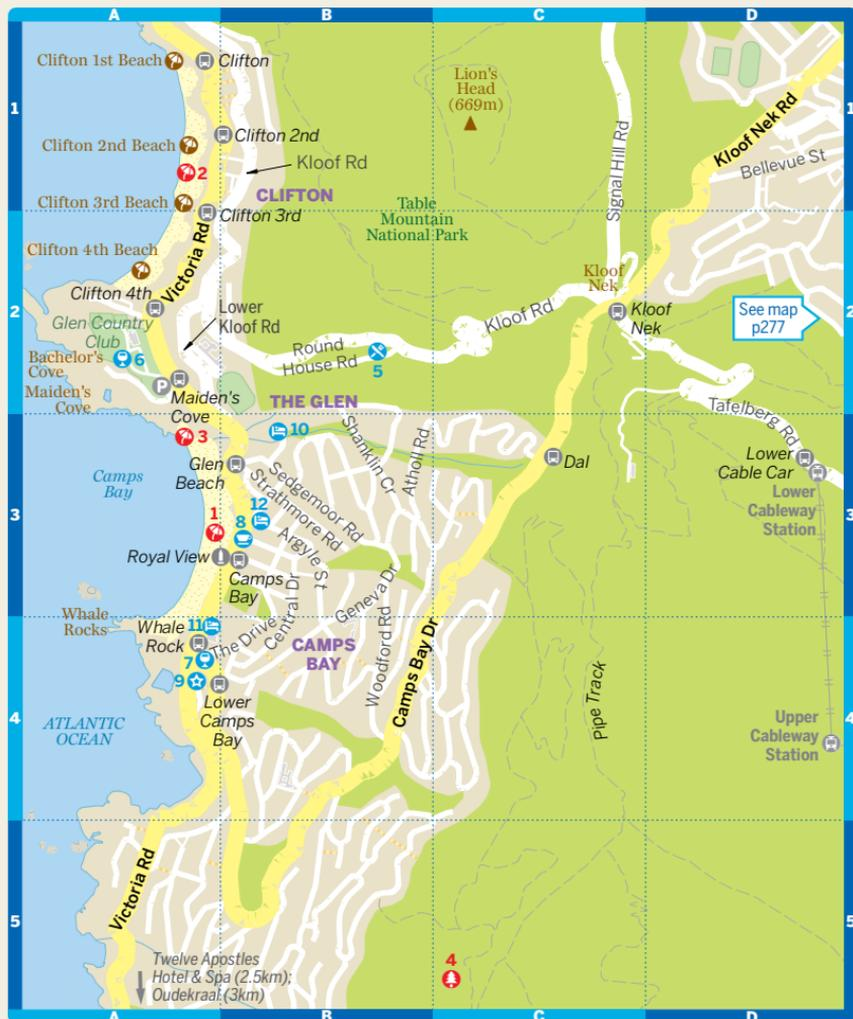 A
B
C
D
1
1
Clifton 1st Beach
Clifton
Lion's
Head
(669m)
Signal Hill Rd
Kloof Nek Rd
Bellevue St
Clifton 2nd
Clifton 2nd Beach
Kloof Rd
2
CLIFTON
Clifton 3rd Beach
Clifton 3rd
Table
Mountain
National Park
Victoria Rd
2
2
Clifton 4th Beach
Clifton 4th
Kloof
Nek
Kloof
Nek
Lower
Kloof Rd
Kloof Rd
See map
p277
Glen Country
Club
6
Round
House Rd
5
Bachelor's
Cove
Maiden's
Cove
P
Maiden's
Cove
THE GLEN
Tafelberg Rd
3
3
3
10
Shanklin Cr
Atholl Rd
Dal
Lower
Cable Car
Lower
Cableway
Station
Glen
Beach
Camps
Bay
Sedgemoor Rd
Strathmore Rd
1
12
8
Argyle St
Royal View
Camps
Bay
Central Dr
Geneva Dr
Whale
Rocks
4
4
Whale
Rock
11
The Drive
CAMPS
BAY
Woodford Rd
Camps Bay Dr
Pipe Track
7
9
Lower
Camps
Bay
ATLANTIC
OCEAN
Upper
Cableway
Station
5
5
Victoria Rd
4
Twelve Apostles
Hotel & Spa (2.5km);
Oudekraal (3km)
A
B
C
D